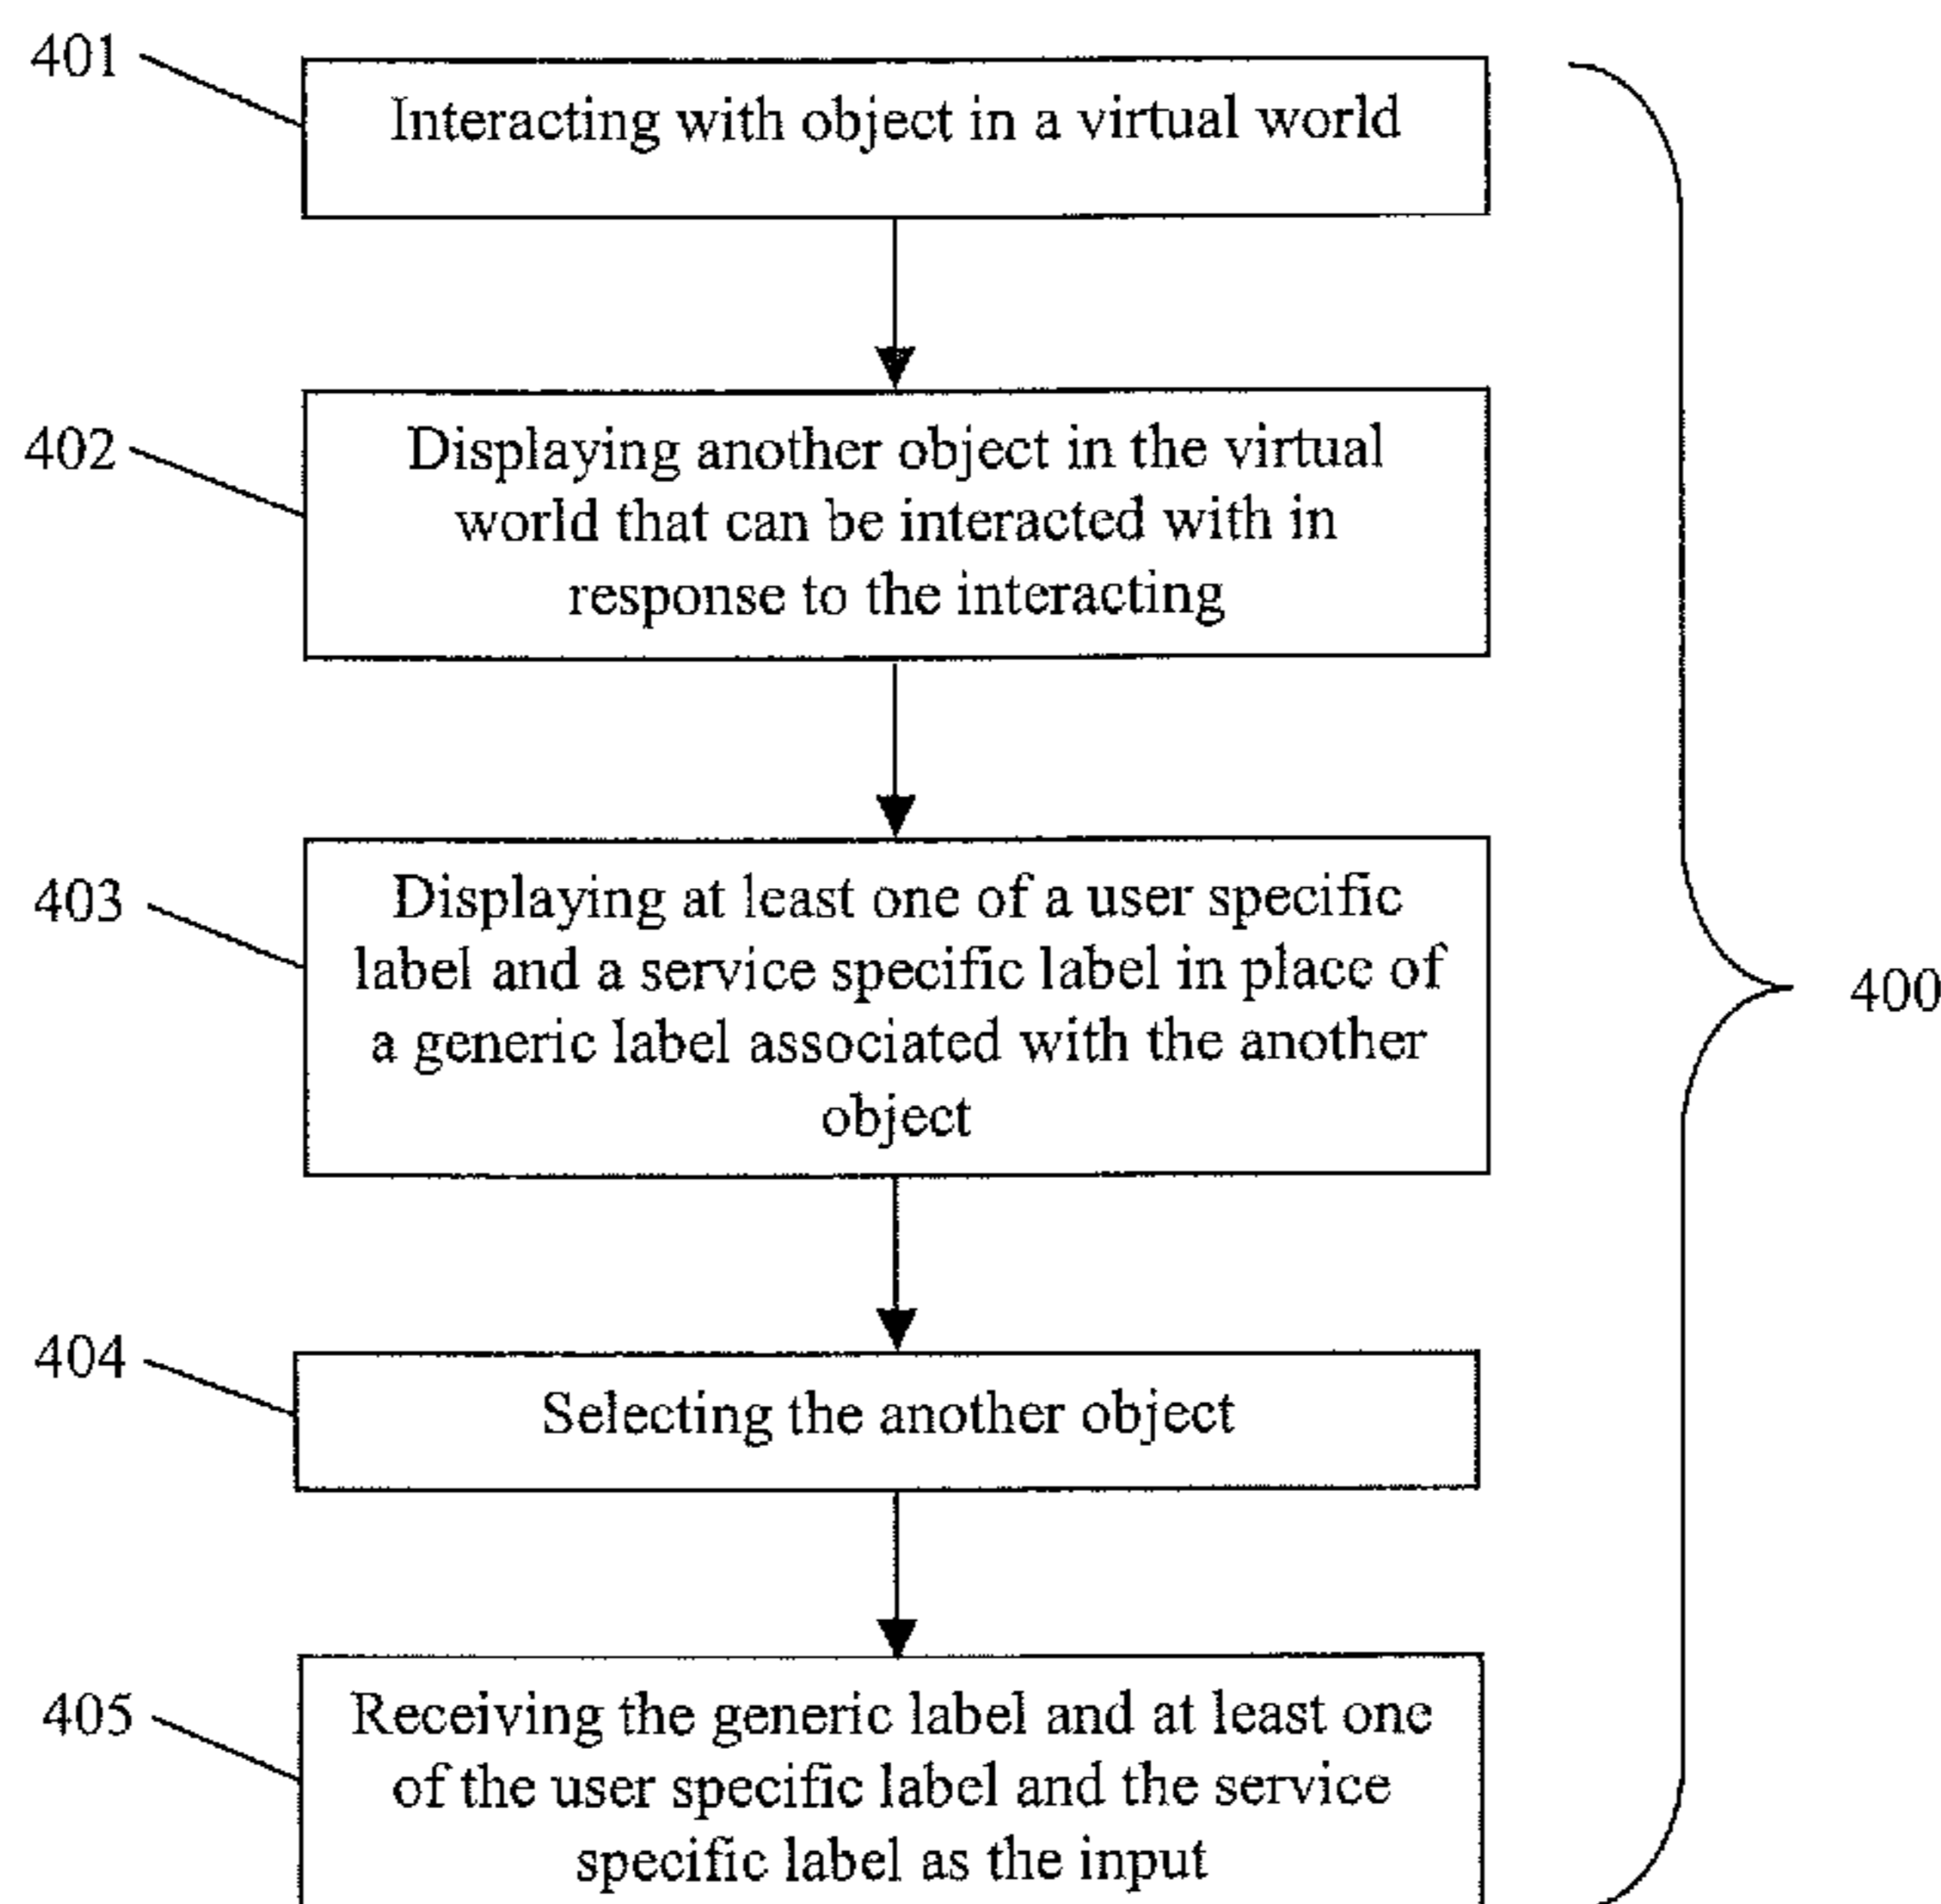 401
Interacting with object in a virtual world
402
Displaying another object in the virtual
world that can be interacted with in
response to the interacting
403
Displaying at least one of a user specific
label and a service specific label in place of
a generic label associated with the another
object
400
404
Selecting the another object
405
Receiving the generic label and at least one
of the user specific label and the service
specific label as the input